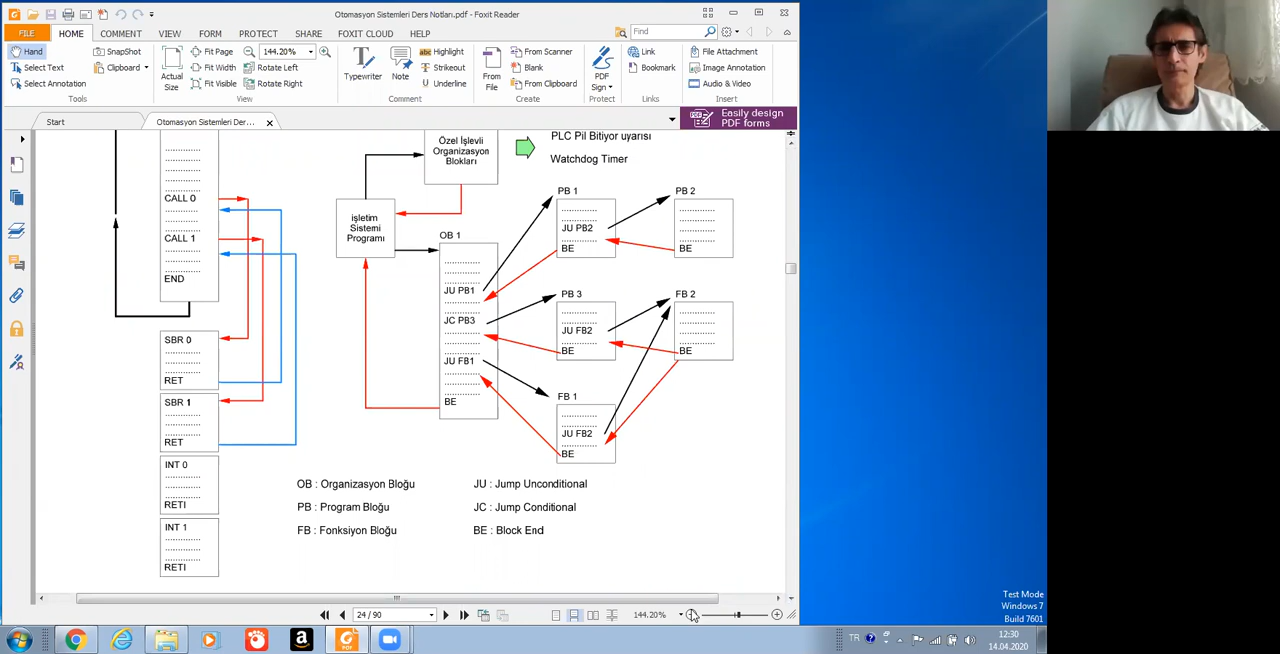 Otomasyon Sistemleri Ders Notları.pdf - Foxit Reader
FILE HOME COMMENT VIEW FORM PROTECT SHARE FOXIT CLOUD HELP
Find
Hand
Select Text
Select Annotation
Tools
SnapShot
Clipboard
Actual Size
Fit Page
Fit Width
Fit Visible
144.20%
Rotate Left
Rotate Right
View
Typewriter
Note
Highlight
Strikeout
Underline
Comment
From File
From Scanner
Blank
From Clipboard
Create
PDF Sign
Protect
Link
Bookmark
Links
File Attachment
Image Annotation
Audio & Video
Insert
Start
Otomasyon Sistemleri Der...
Easily design
PDF forms
CALL 0
CALL 1
END
SBR 0
RET
SBR 1
RET
INT 0
RETI
INT 1
RETI
Özel İşlevli
Organizasyon
Blokları
PLC Pil Bitiyor uyarısı
Watchdog Timer
işletim
Sistemi
Programı
OB 1
JU PB1
JC PB3
JU FB1
BE
PB 1
JU PB2
BE
PB 2
BE
PB 3
JU FB2
BE
FB 2
BE
FB 1
JU FB2
BE
OB : Organizasyon Bloğu
JU : Jump Unconditional
PB : Program Bloğu
JC : Jump Conditional
FB : Fonksiyon Bloğu
BE : Block End
24 / 90
144.20%
Test Mode
Windows 7
Build 7601
TR
12:30
14.04.2020